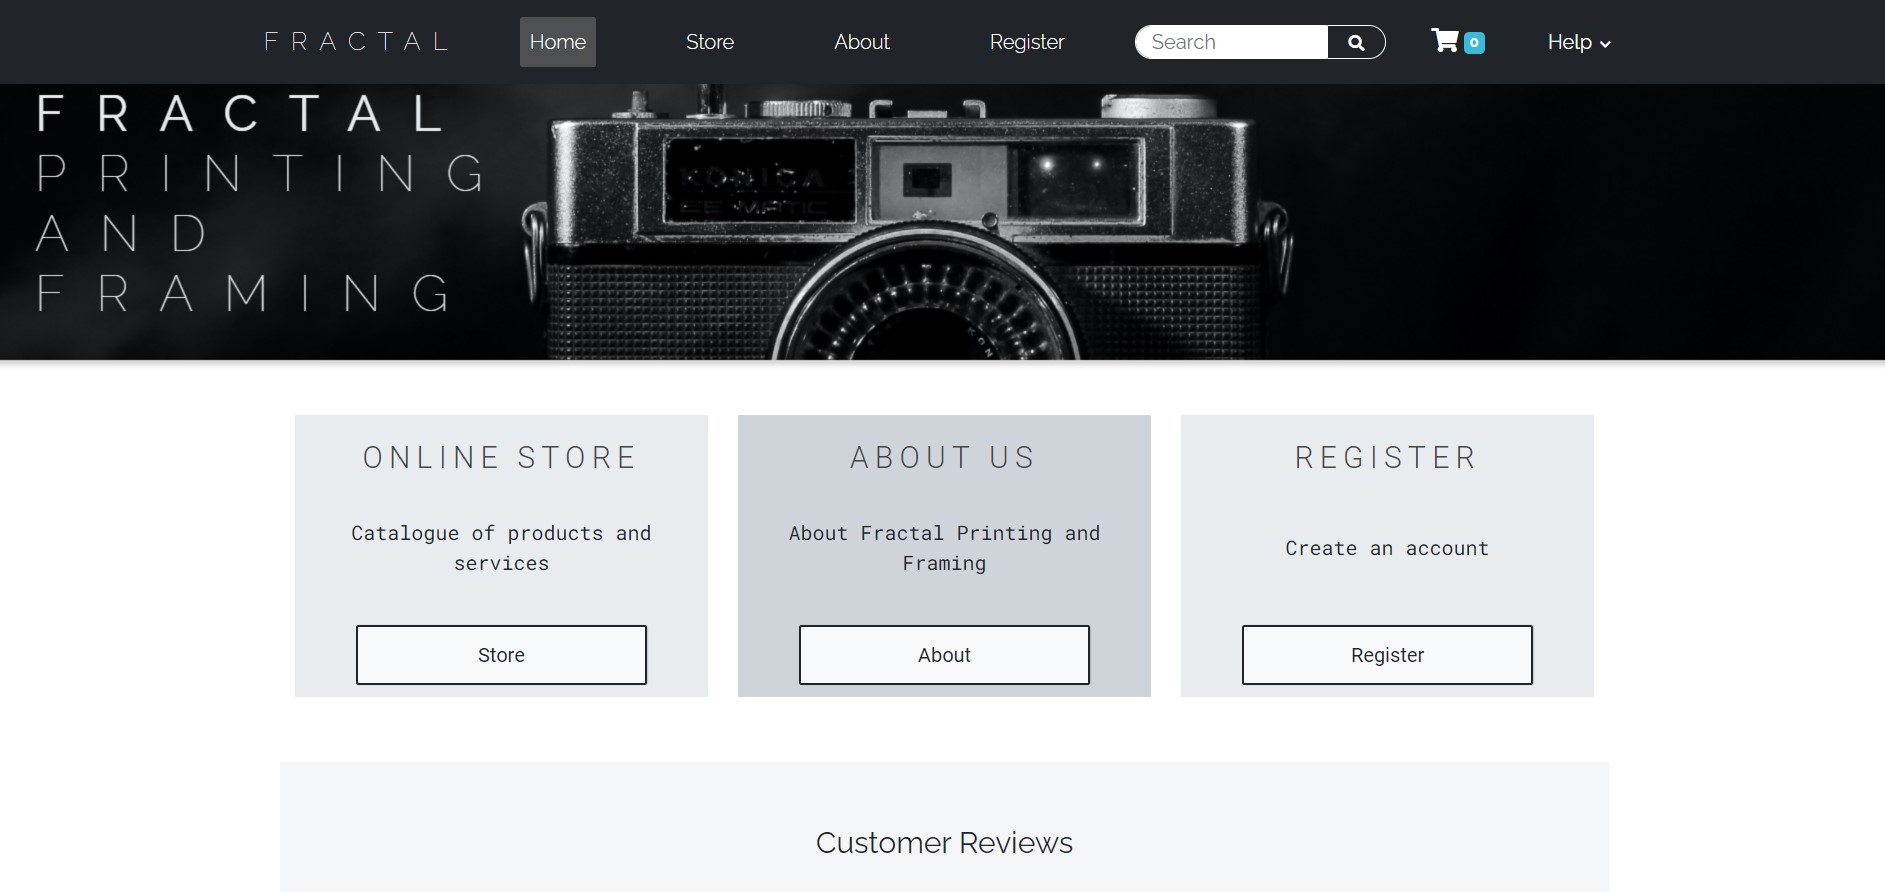 FRACTAL
Home
Store
About
Register
Search
0
Help
FRACTAL
PRINTING
AND
FRAMING
KONICA
EE MATIC
KON
ONLINE STORE
Catalogue of products and
services
Store
ABOUT US
About Fractal Printing and
Framing
About
REGISTER
Create an account
Register
Customer Reviews